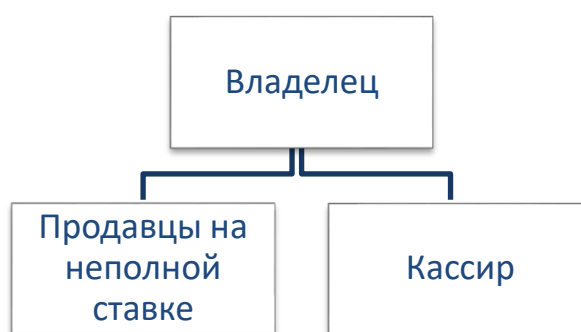 Владелец
Продавцы на
неполной
ставке
Кассир